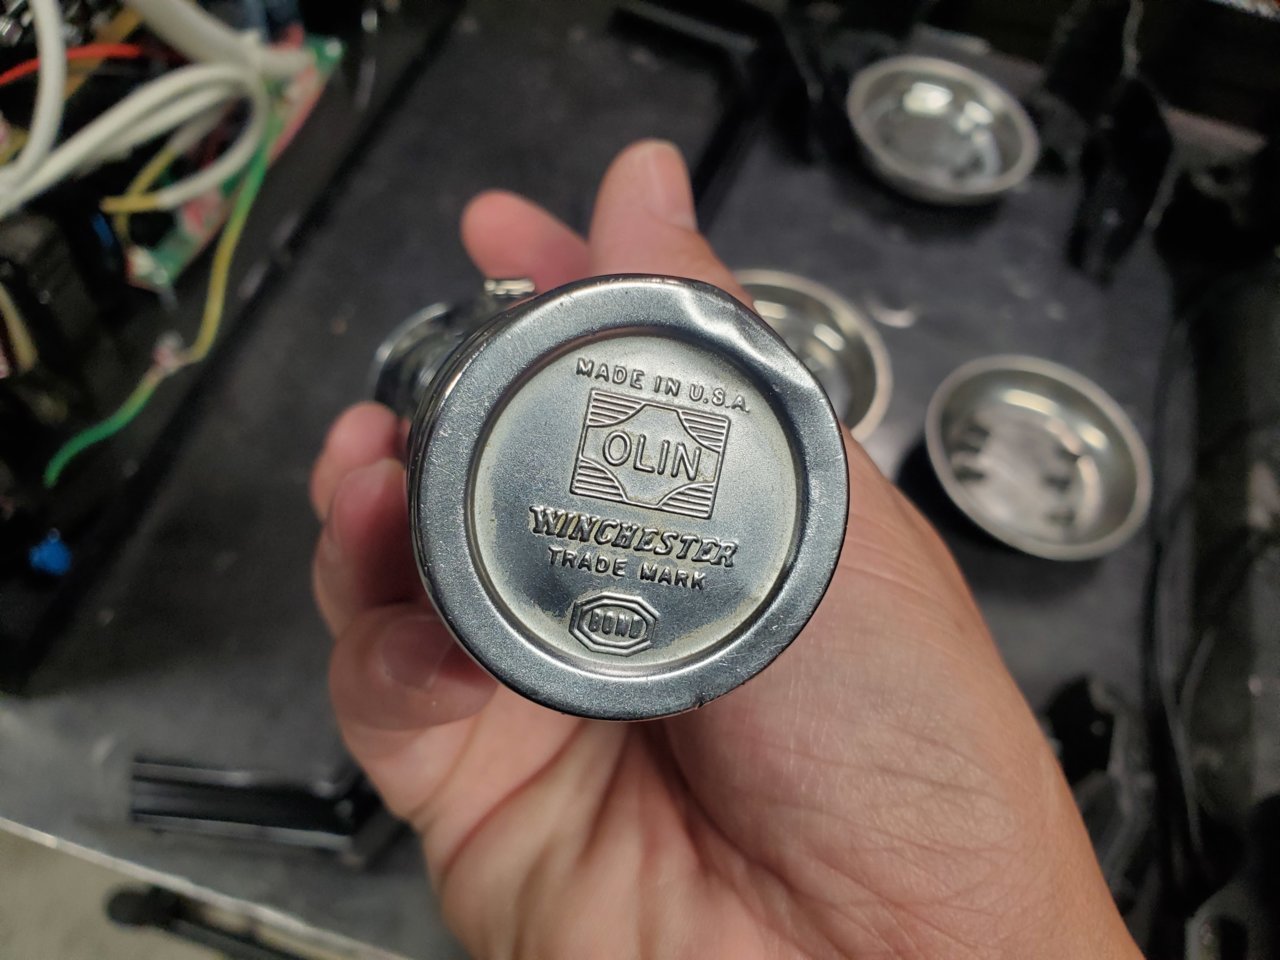 MADE IN U.S.A.
OLIN
WINCHESTER
TRADE MARK
BOND